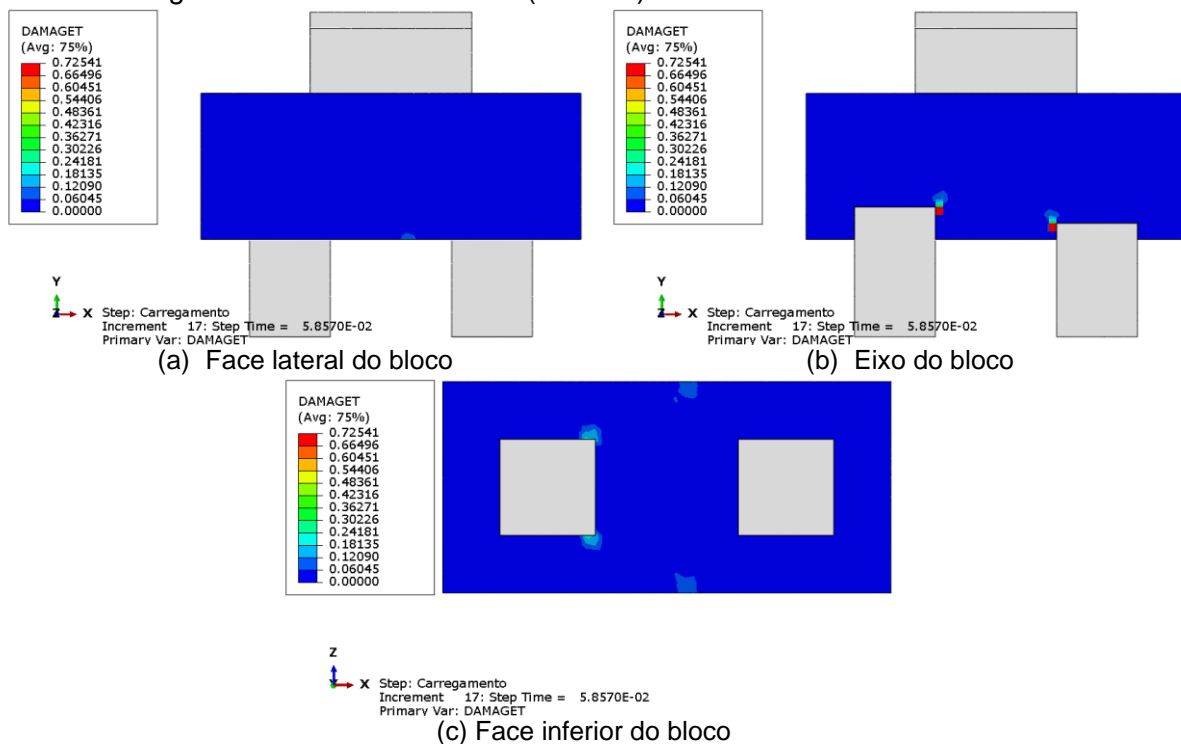 DAMAGET
(Avg: 75%)
0.72541
0.66496
0.60451
0.54406
0.48361
0.42316
0.36271
0.30226
0.24181
0.18135
0.12090
0.06045
0.00000
Y
Z X
Step: Carregamento
Increment 17: Step Time = 5.8570E-02
Primary Var: DAMAGET
(a) Face lateral do bloco
DAMAGET
(Avg: 75%)
0.72541
0.66496
0.60451
0.54406
0.48361
0.42316
0.36271
0.30226
0.24181
0.18135
0.12090
0.06045
0.00000
Y
Z X
Step: Carregamento
Increment 17: Step Time = 5.8570E-02
Primary Var: DAMAGET
(b) Eixo do bloco
DAMAGET
(Avg: 75%)
0.72541
0.66496
0.60451
0.54406
0.48361
0.42316
0.36271
0.30226
0.24181
0.18135
0.12090
0.06045
0.00000
Z
Y X
Step: Carregamento
Increment 17: Step Time = 5.8570E-02
Primary Var: DAMAGET
(c) Face inferior do bloco